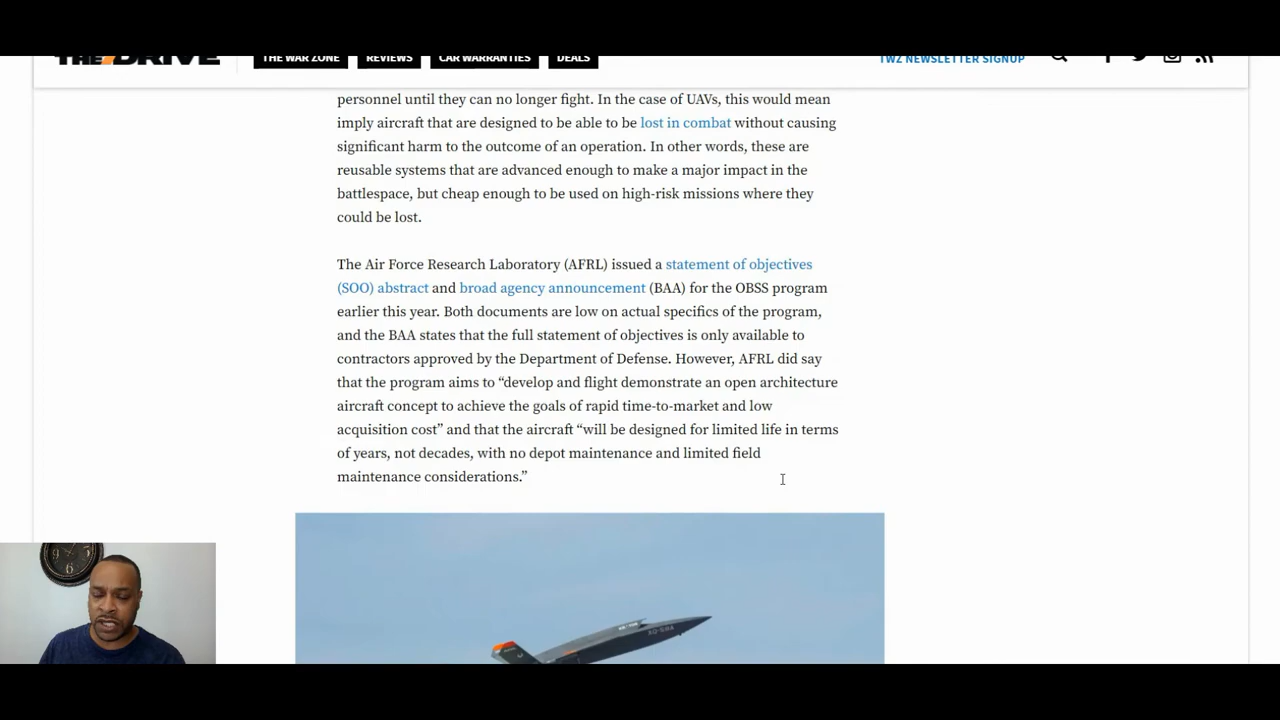 THE DRIVE
THE WAR ZONE
REVIEWS
CAR WARRANTIES
DEALS
TWZ NEWSLETTER SIGNUP
personnel until they can no longer fight. In the case of UAVs, this would mean
imply aircraft that are designed to be able to be lost in combat without causing
significant harm to the outcome of an operation. In other words, these are
reusable systems that are advanced enough to make a major impact in the
battlespace, but cheap enough to be used on high-risk missions where they
could be lost.
The Air Force Research Laboratory (AFRL) issued a statement of objectives
(SOO) abstract and broad agency announcement (BAA) for the OBSS program
earlier this year. Both documents are low on actual specifics of the program,
and the BAA states that the full statement of objectives is only available to
contractors approved by the Department of Defense. However, AFRL did say
that the program aims to “develop and flight demonstrate an open architecture
aircraft concept to achieve the goals of rapid time-to-market and low
acquisition cost” and that the aircraft “will be designed for limited life in terms
of years, not decades, with no depot maintenance and limited field
maintenance considerations.”